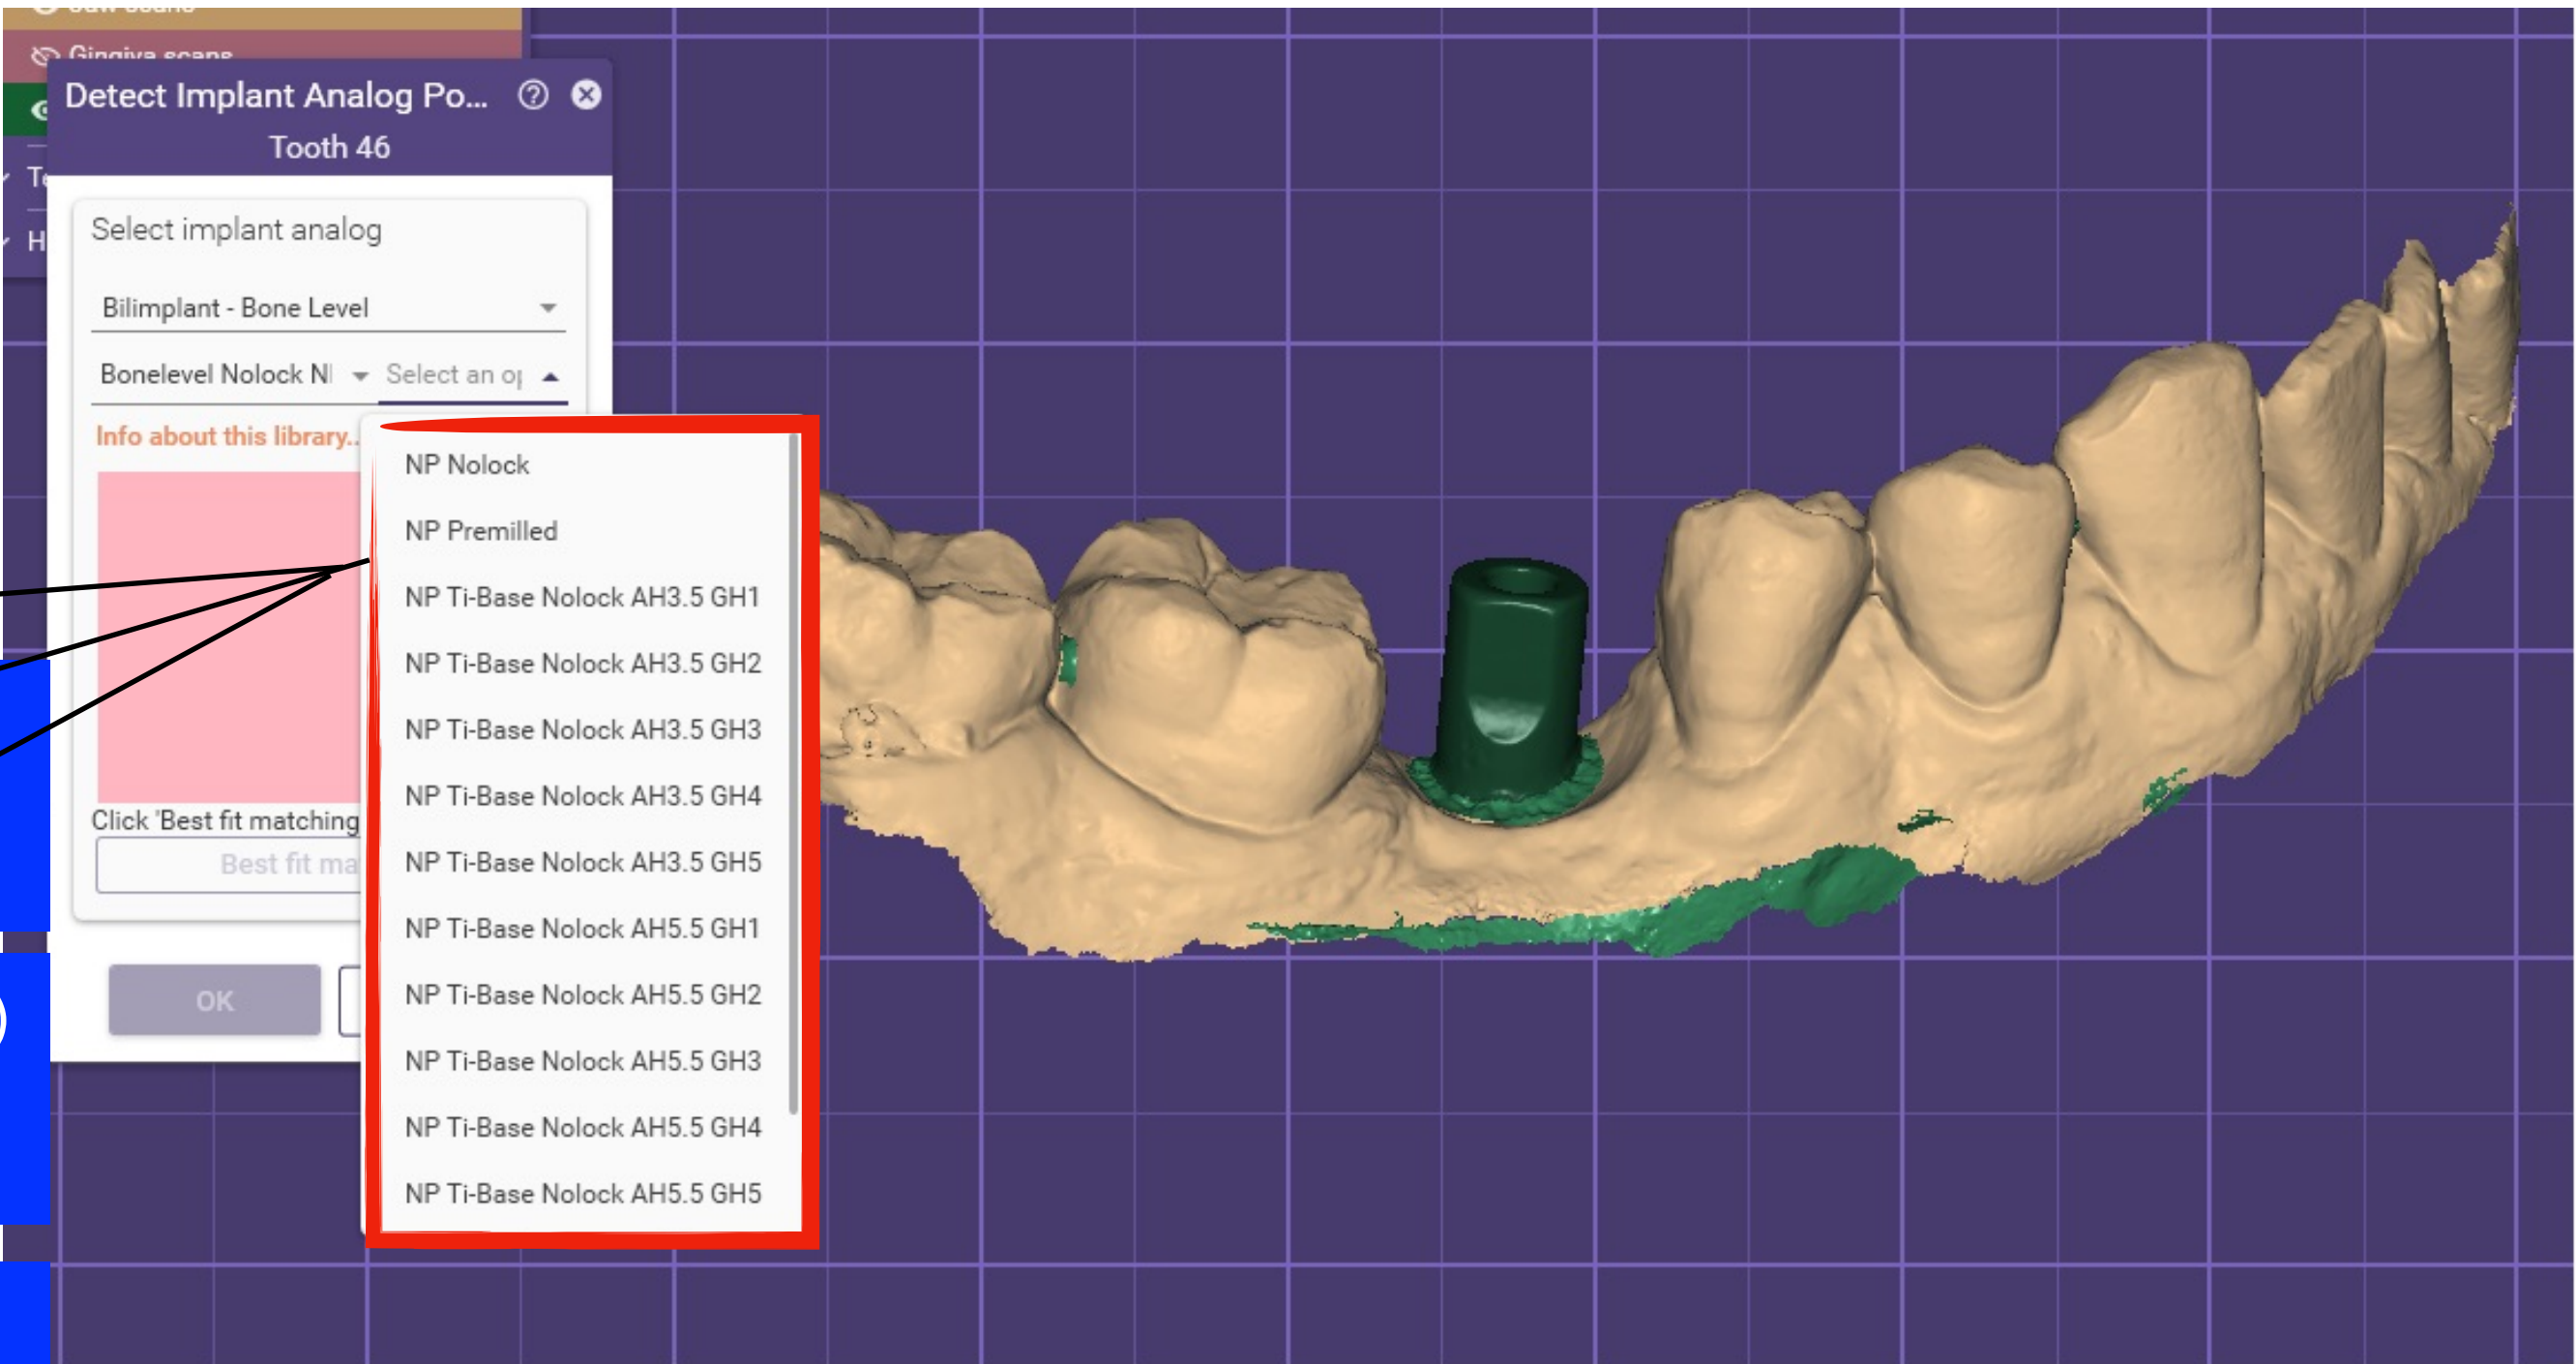 Jaw scans
Gingiva scans
Detect Implant Analog Po...
Tooth 46
Te
H
Select implant analog
Bilimplant - Bone Level
Bonelevel Nolock N
Select an op
Info about this library..
NP Nolock
NP Premilled
NP Ti-Base Nolock AH3.5 GH1
NP Ti-Base Nolock AH3.5 GH2
NP Ti-Base Nolock AH3.5 GH3
NP Ti-Base Nolock AH3.5 GH4
NP Ti-Base Nolock AH3.5 GH5
NP Ti-Base Nolock AH5.5 GH1
NP Ti-Base Nolock AH5.5 GH2
NP Ti-Base Nolock AH5.5 GH3
NP Ti-Base Nolock AH5.5 GH4
NP Ti-Base Nolock AH5.5 GH5
Click 'Best fit matching
Best fit ma
OK
)